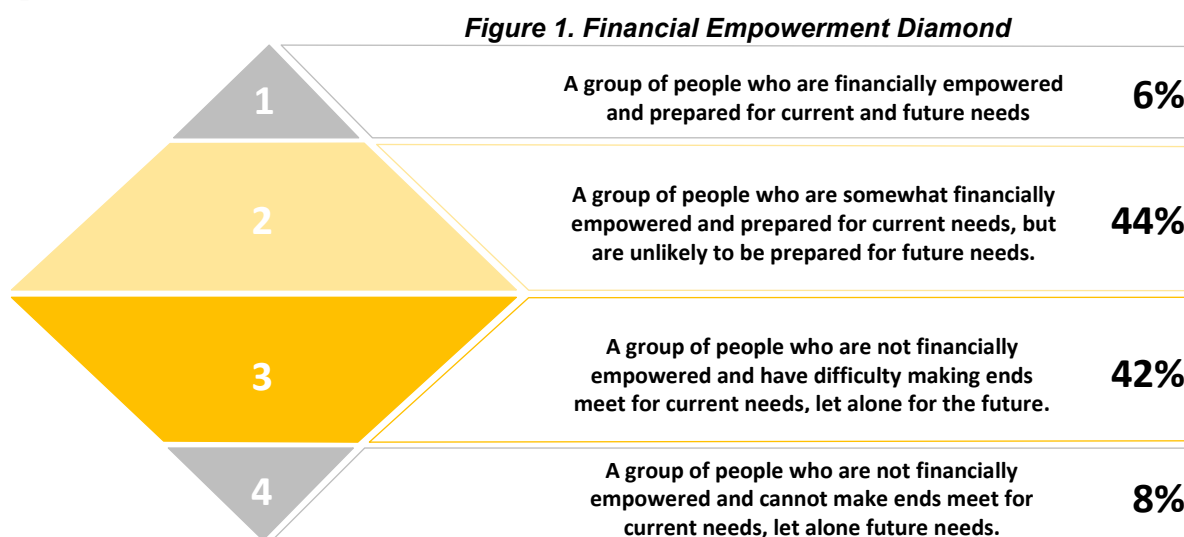 Figure 1. Financial Empowerment Diamond
1
A group of people who are financially empowered
and prepared for current and future needs
6%
2
A group of people who are somewhat financially
empowered and prepared for current needs, but
are unlikely to be prepared for future needs.
44%
3
A group of people who are not financially
empowered and have difficulty making ends
meet for current needs, let alone for the future.
42%
4
A group of people who are not financially
empowered and cannot make ends meet for
current needs, let alone future needs.
8%